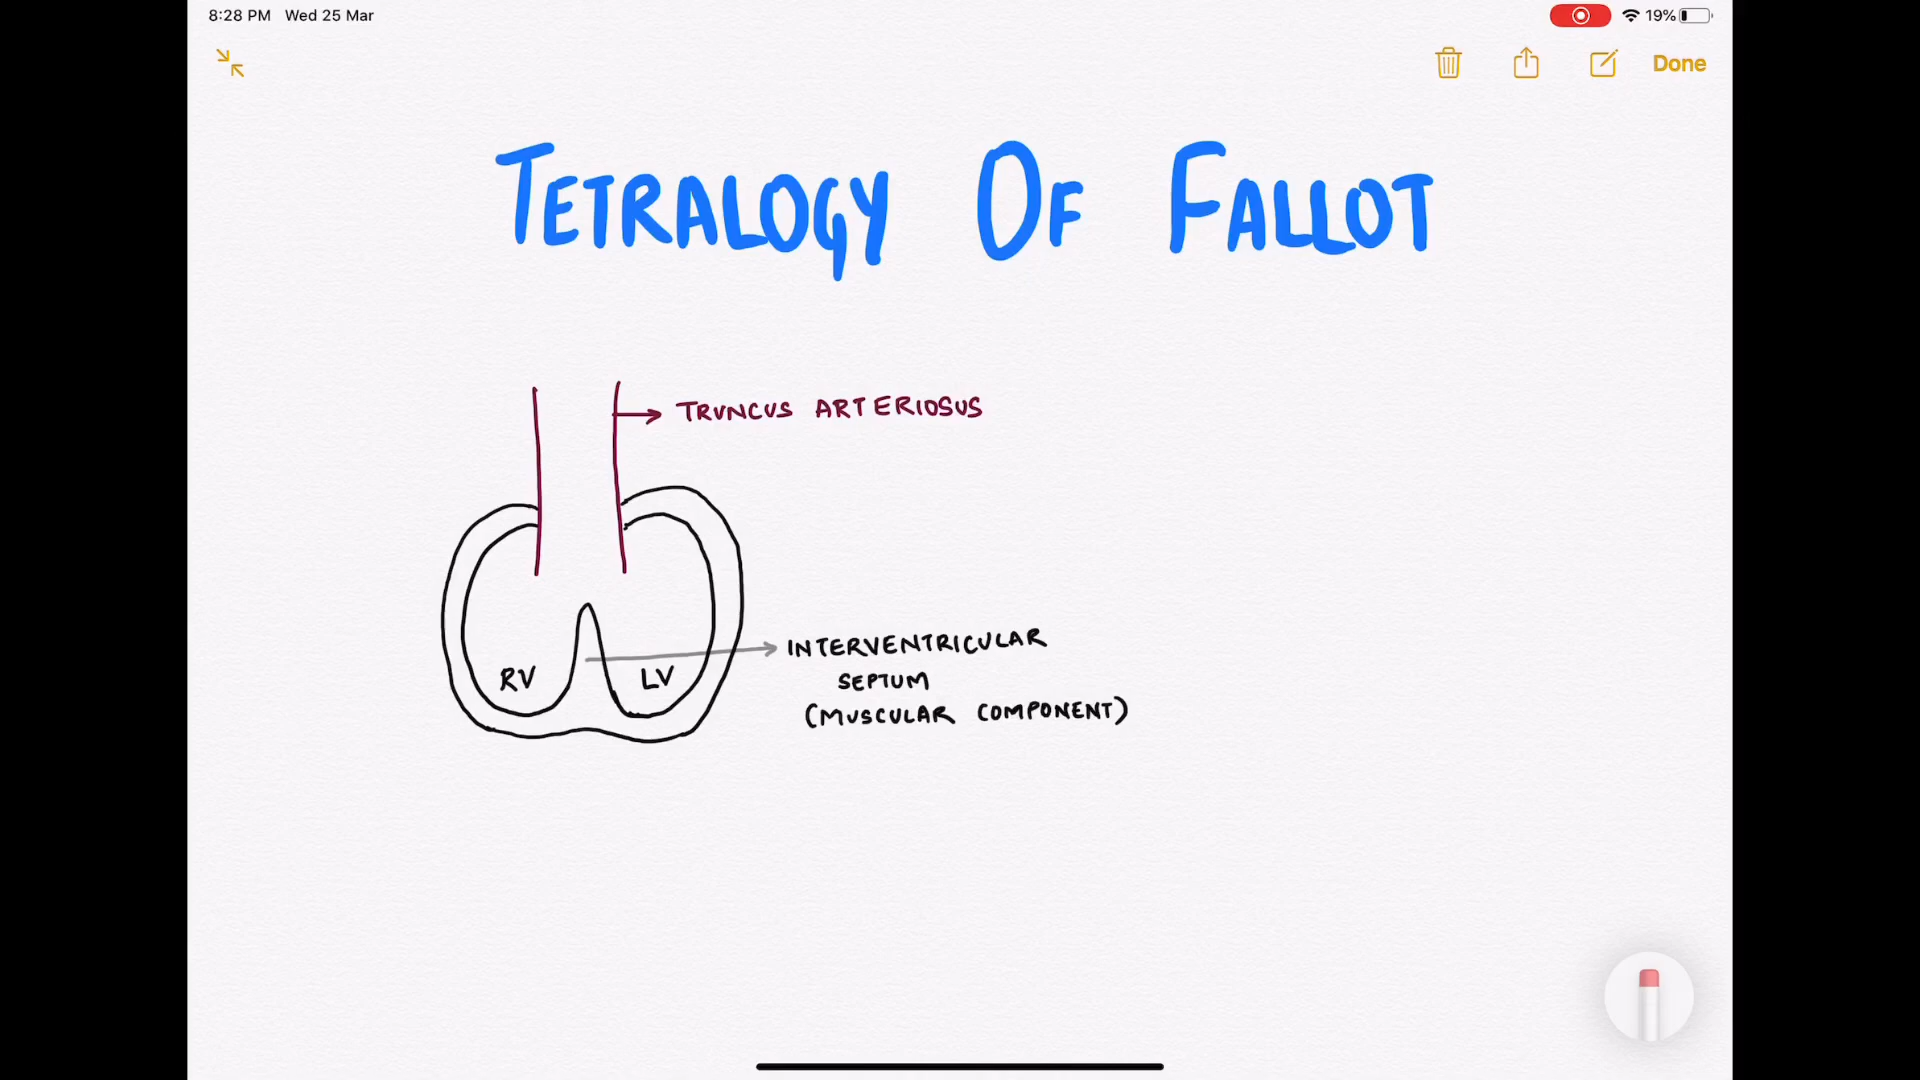 8:28 PM Wed 25 Mar 19%
Done
TETRALOGY OF FALLOT
TRUNCUS ARTERIOSUS
INTERVENTRICULAR
RV LV SEPTUM
(MUSCULAR COMPONENT)